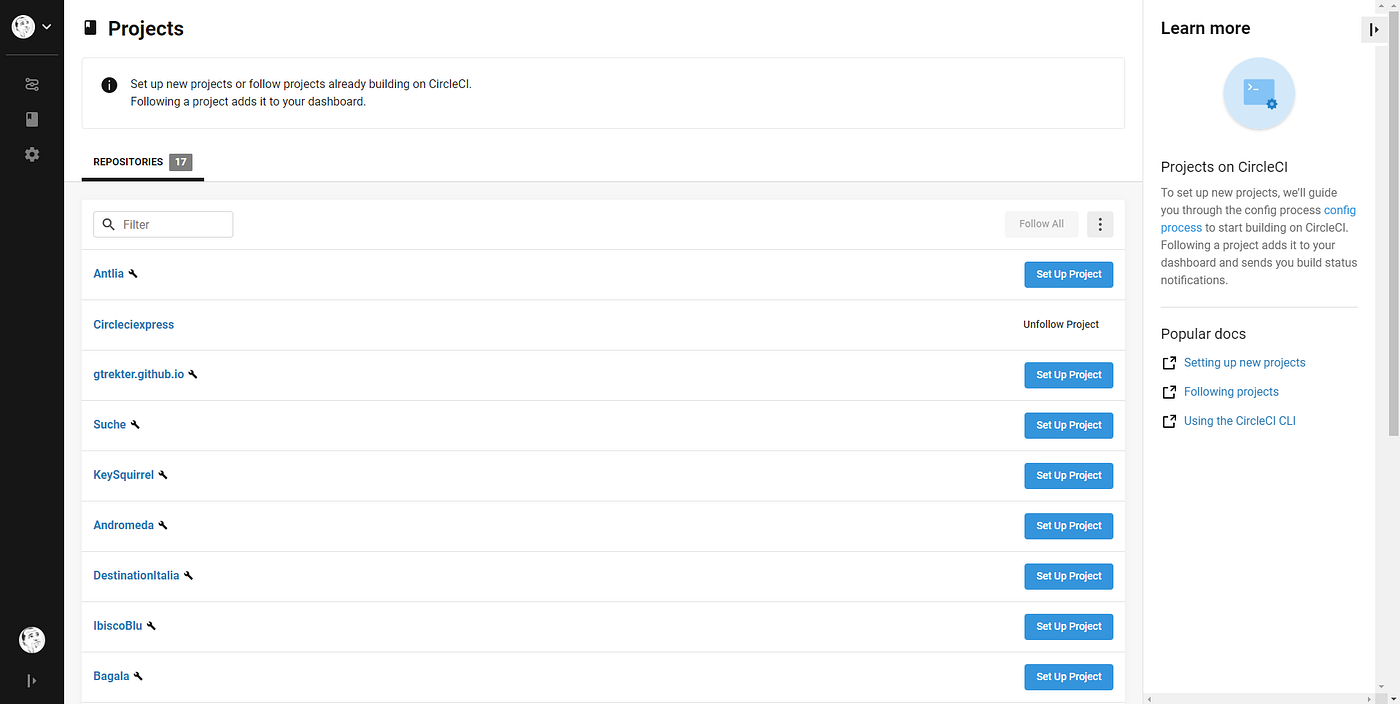 Projects
Set up new projects or follow projects already building on CircleCI.
Following a project adds it to your dashboard.
REPOSITORIES 17
Filter
Follow All
Antlia
Set Up Project
Circleciexpress
Unfollow Project
gtrekter.github.io
Set Up Project
Suche
Set Up Project
KeySquirrel
Set Up Project
Andromeda
Set Up Project
DestinationItalia
Set Up Project
IbiscoBlu
Set Up Project
Bagala
Set Up Project
Learn more
Projects on CircleCI
To set up new projects, we'll guide
you through the config process config
process to start building on CircleCI.
Following a project adds it to your
dashboard and sends you build status
notifications.
Popular docs
Setting up new projects
Following projects
Using the CircleCI CLI